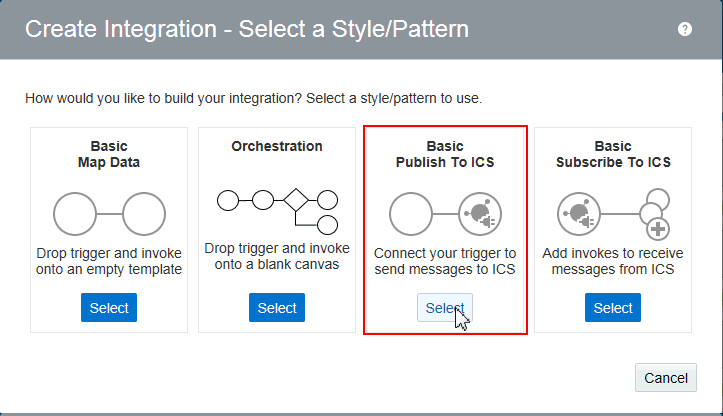 Create Integration - Select a Style/Pattern
?
How would you like to build your integration? Select a style/pattern to use.
Basic
Map Data
Drop trigger and invoke
onto an empty template
Select
Orchestration
Drop trigger and invoke
onto a blank canvas
Select
Basic
Publish To ICS
Connect your trigger to
send messages to ICS
Select
Basic
Subscribe To ICS
Add invokes to receive
messages from ICS
Select
Cancel